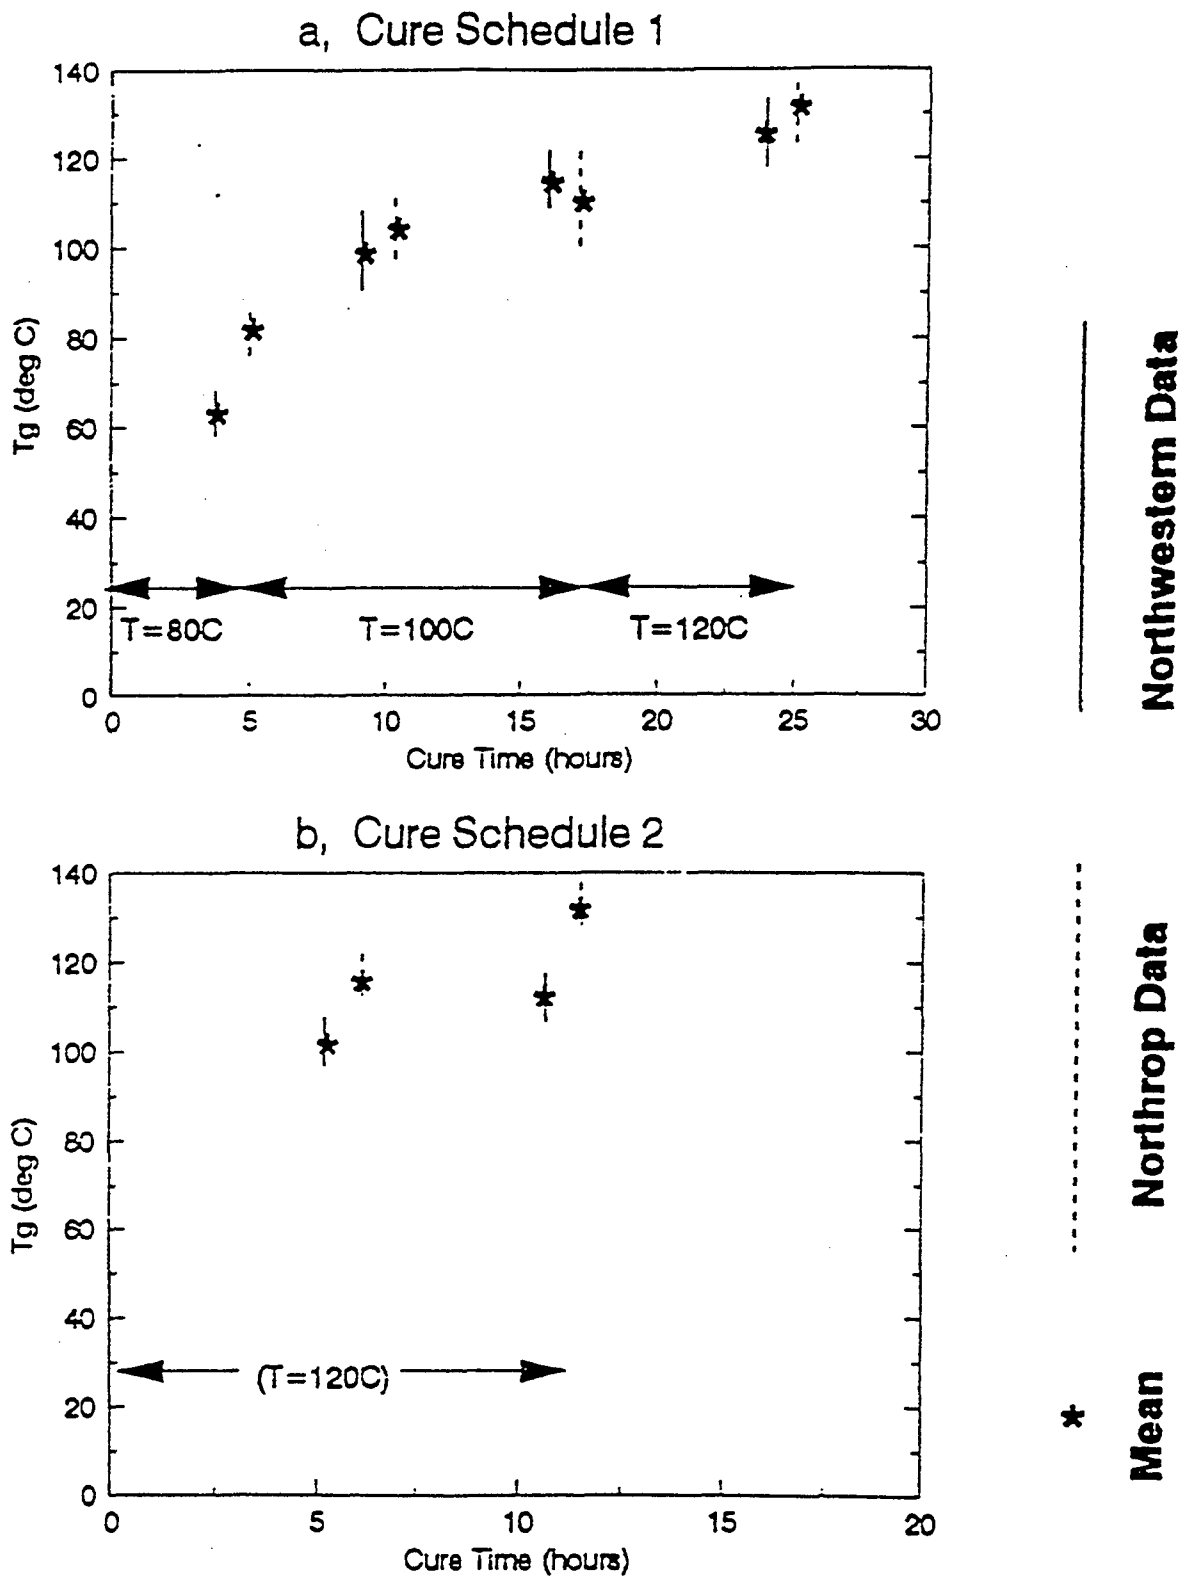 a, Cure Schedule 1
140
120
100
80
60
40
20
0
Tg (deg C)
T=80C
T=100C
T=120C
0 5 10 15 20 25 30
Cure Time (hours)
b, Cure Schedule 2
140
120
100
80
60
40
20
0
Tg (deg C)
(T=120C)
0 5 10 15 20
Cure Time (hours)
Northwestern Data
Northrop Data
Mean